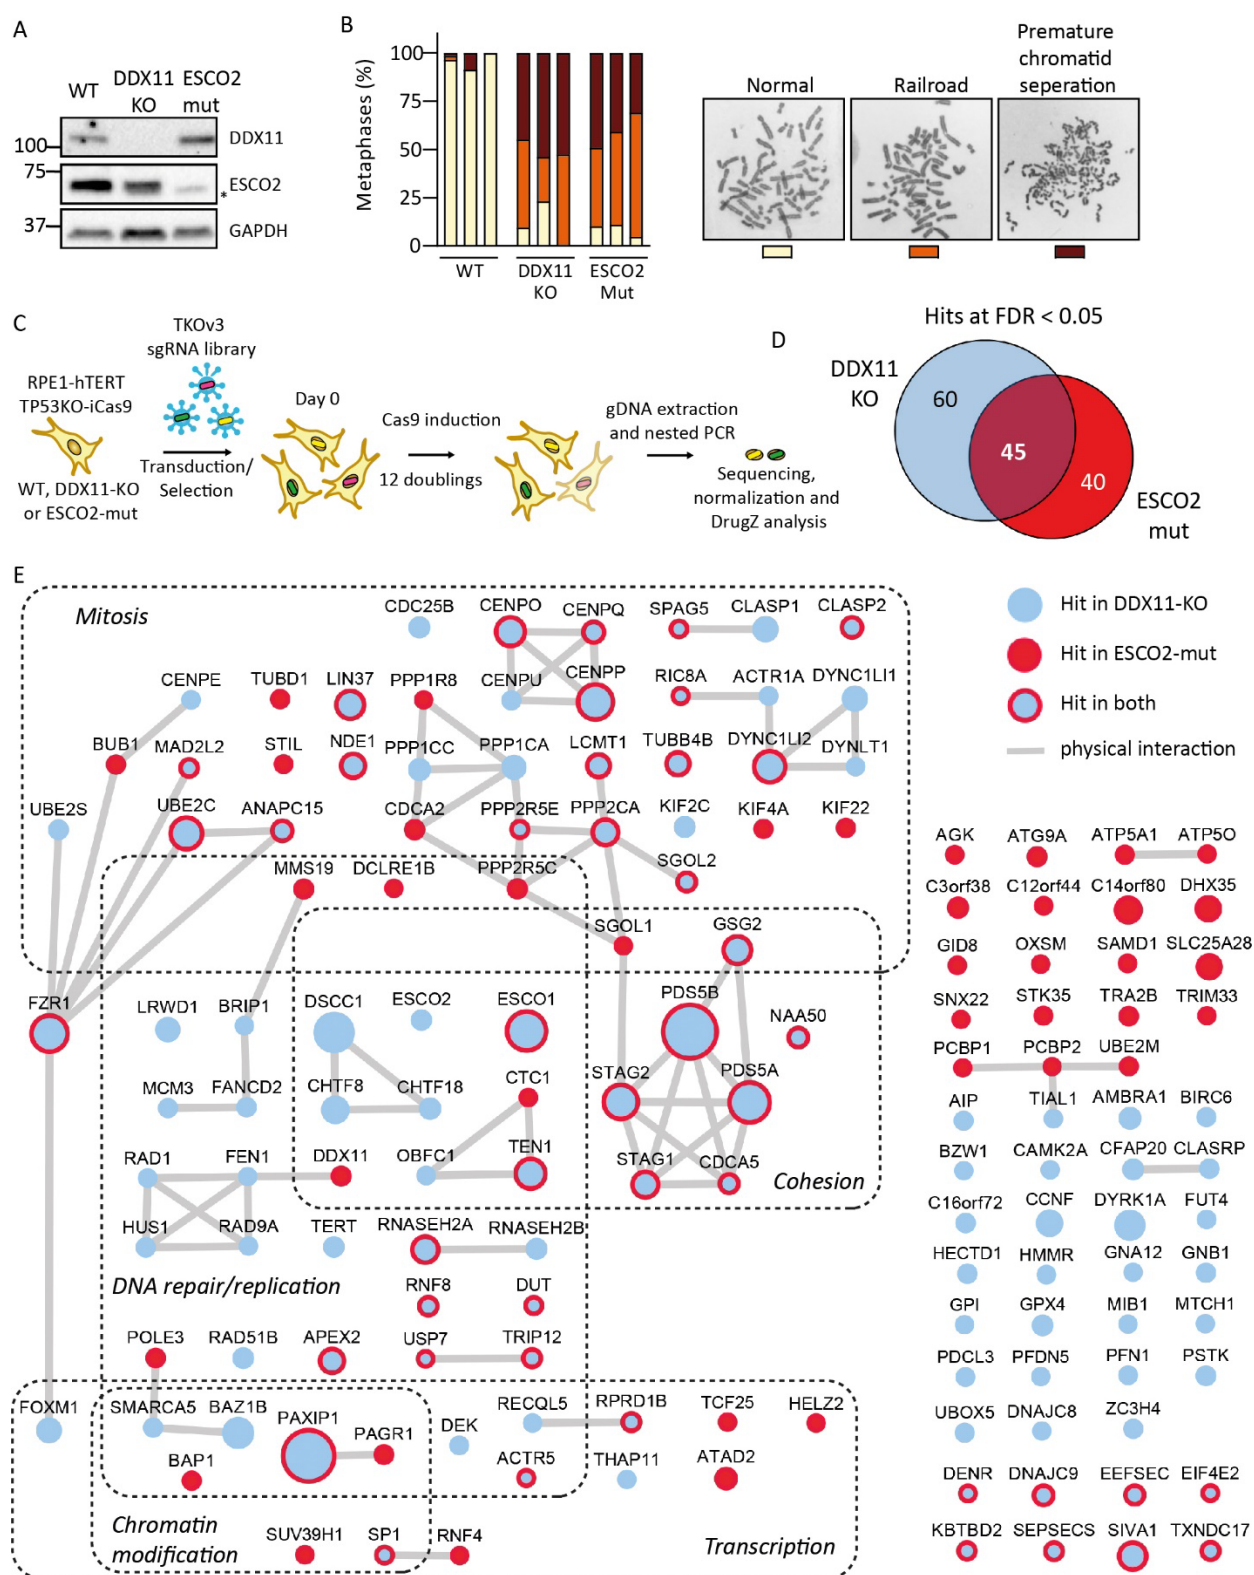 A
WT
DDX11
KO
ESCO2
mut
100
DDX11
75
ESCO2
*
37
GAPDH
B
Metaphases (%)
100
75
50
25
0
WT
DDX11
KO
ESCO2
Mut
Normal
Railroad
Premature
chromatid
seperation
C
RPE1-hTERT
TP53KO-iCas9
WT, DDX11-KO
or ESCO2-mut
TKOv3
sgRNA library
Transduction/
Selection
Day 0
Cas9 induction
12 doublings
gDNA extraction
and nested PCR
Sequencing,
normalization and
DrugZ analysis
D
Hits at FDR < 0.05
DDX11
KO
60
45
40
ESCO2
mut
E
Mitosis
CDC25B
CENPO
CENPQ
SPAG5
CLASP1
CLASP2
CENPE
TUBD1
LIN37
PPP1R8
CENPU
CENPP
RIC8A
ACTR1A
DYNC1LI1
BUB1
MAD2L2
STIL
NDE1
PPP1CC
PPP1CA
LCMT1
TUBB4B
DYNC1LI2
DYNLT1
UBE2S
UBE2C
ANAPC15
CDCA2
PPP2R5E
PPP2CA
KIF2C
KIF4A
KIF22
MMS19
DCLRE1B
PPP2R5C
SGOL2
SGOL1
GSG2
FZR1
LRWD1
BRIP1
DSCC1
ESCO2
ESCO1
PDS5B
NAA50
MCM3
FANCD2
CHTF8
CHTF18
CTC1
STAG2
PDS5A
RAD1
FEN1
DDX11
OBFC1
TEN1
STAG1
CDCA5
Cohesion
HUS1
RAD9A
TERT
RNASEH2A
RNASEH2B
DNA repair/replication
RNF8
DUT
POLE3
RAD51B
APEX2
USP7
TRIP12
FOXM1
SMARCA5
BAZ1B
PAXIP1
PAGR1
DEK
RECQL5
RPRD1B
TCF25
HELZ2
BAP1
ACTR5
THAP11
ATAD2
Chromatin
modification
SUV39H1
SP1
RNF4
Transcription
Hit in DDX11-KO
Hit in ESCO2-mut
Hit in both
physical interaction
AGK
ATG9A
ATP5A1
ATP5O
C3orf38
C12orf44
C14orf80
DHX35
GID8
OXSM
SAMD1
SLC25A28
SNX22
STK35
TRA2B
TRIM33
PCBP1
PCBP2
UBE2M
AIP
TIAL1
AMBRA1
BIRC6
BZW1
CAMK2A
CFAP20
CLASRP
C16orf72
CCNF
DYRK1A
FUT4
HECTD1
HMMR
GNA12
GNB1
GPI
GPX4
MIB1
MTCH1
PDCL3
PFDN5
PFN1
PSTK
UBOX5
DNAJC8
ZC3H4
DENR
DNAJC9
EEFSEC
EIF4E2
KBTBD2
SEPSECS
SIVA1
TXNDC17